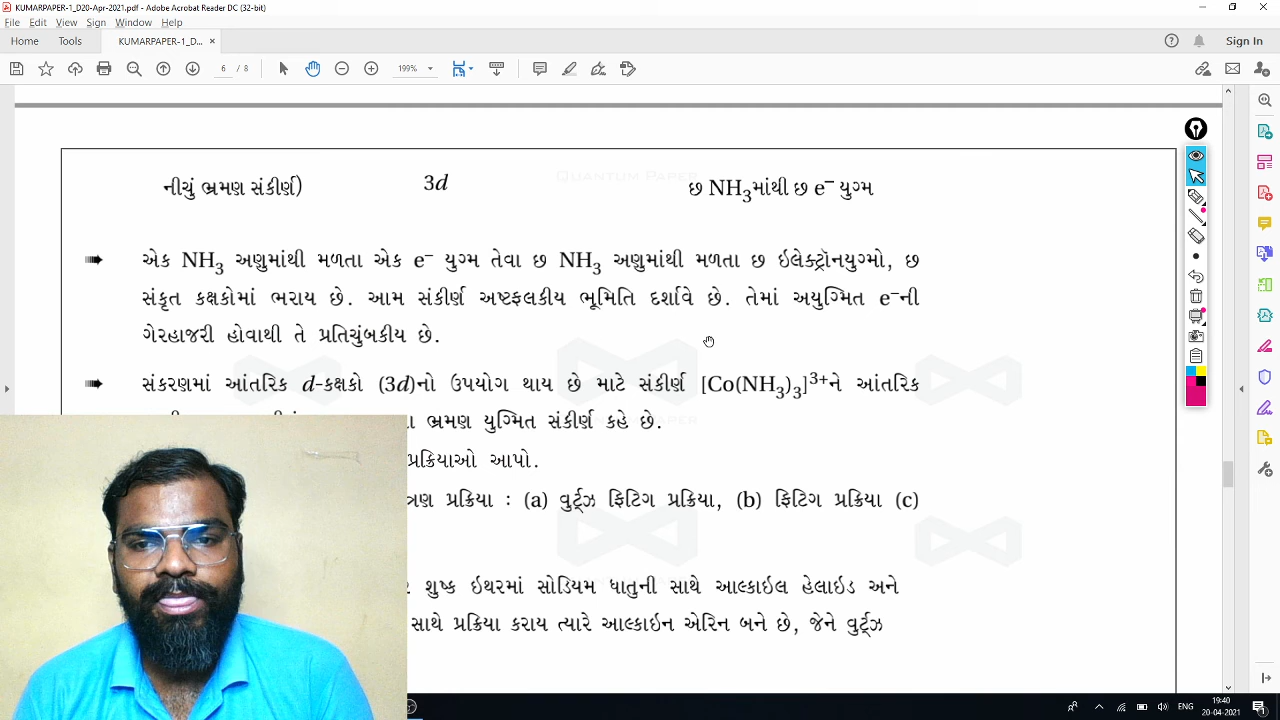 KUMARPAPER-1_D20-Apr-2021.pdf - Adobe Acrobat Reader DC (32-bit)
File Edit View Sign Window Help
Home Tools KUMARPAPER-1_D... × Sign In
6 / 8 199%
QUANTUM PAPER
નીચું ભ્રમણ સંકીર્ણ) 3d છ NH3માંથી છ e– યુગ્મ
એક NH3 અણુમાંથી મળતા એક e– યુગ્મ તેવા છ NH3 અણુમાંથી મળતા છ ઇલેક્ટ્રૉનયુગ્મો, છ
સંકૃત કક્ષકોમાં ભરાય છે. આમ સંકીર્ણ અષ્ટફલકીય ભૂમિતિ દર્શાવે છે. તેમાં અયુગ્મિત e–ની
ગેરહાજરી હોવાથી તે પ્રતિચુંબકીય છે.
સંકરણમાં આંતરિક d-કક્ષકો (3d)નો ઉપયોગ થાય છે માટે સંકીર્ણ [Co(NH3)3]3+ને આંતરિક
ભ્રમણ યુગ્મિત સંકીર્ણ કહે છે.
પ્રક્રિયાઓ આપો.
ત્રણ પ્રક્રિયા : (a) વુર્ટ્ઝ ફિટિગ પ્રક્રિયા, (b) ફિટિગ પ્રક્રિયા (c)
શુષ્ક ઇથરમાં સોડિયમ ધાતુની સાથે આલ્કાઇલ હેલાઇડ અને
સાથે પ્રક્રિયા કરાય ત્યારે આલ્કાઇન એરિન બને છે, જેને વુર્ટ્ઝ
ENG 19:40
20-04-2021